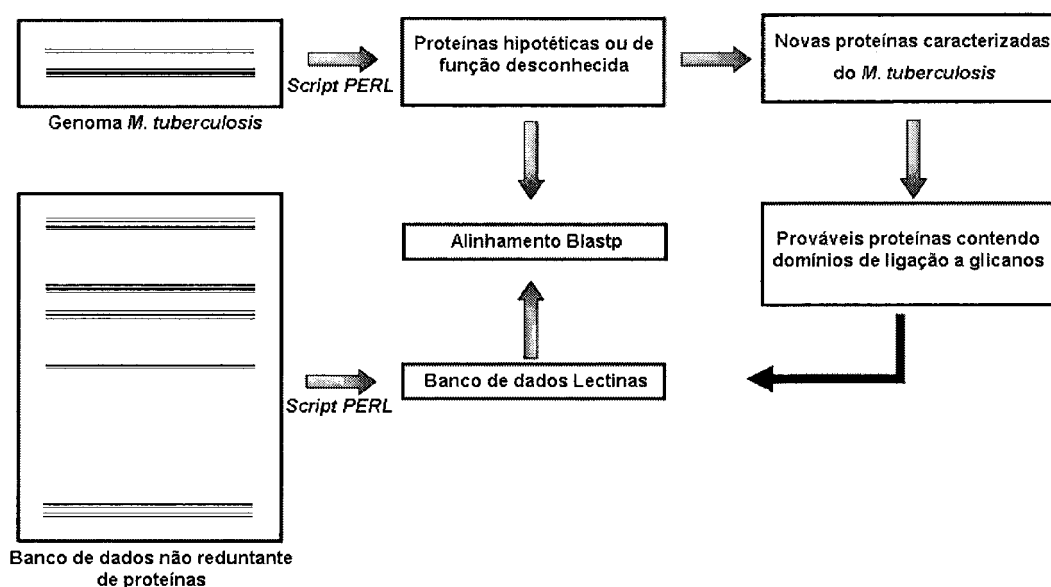 Script PERL
Genoma M. tuberculosis
Proteínas hipotéticas ou de
função desconhecida
Novas proteínas caracterizadas
do M. tuberculosis
Alinhamento Blastp
Prováveis proteínas contendo
domínios de ligação a glicanos
Script PERL
Banco de dados Lectinas
Banco de dados não reduntante
de proteínas